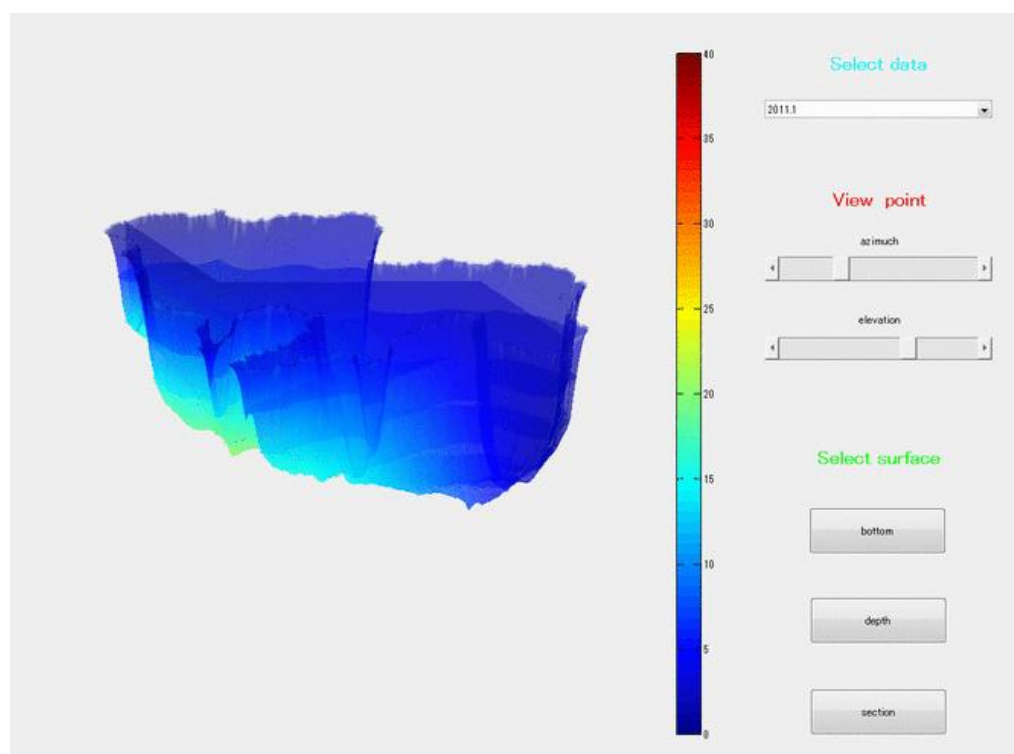 40
35
30
25
20
15
10
5
0
Select data
2011.1
View point
azimuch
elevation
Select surface
bottom
depth
section